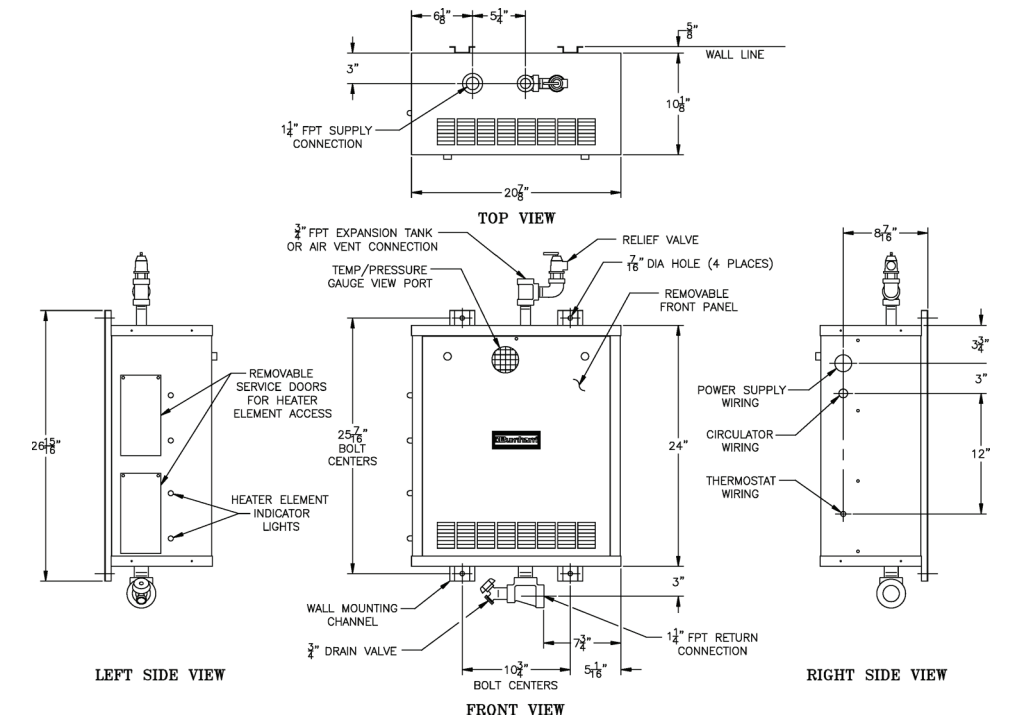 6 1/8"
5 1/4"
5/8
WALL LINE
3"
10 1/8"
1 1/4" FPT SUPPLY
CONNECTION
20 7/8"
TOP VIEW
3/4" FPT EXPANSION TANK
OR AIR VENT CONNECTION
RELIEF VALVE
7/16" DIA HOLE (4 PLACES)
8 7/16"
TEMP/PRESSURE
GAUGE VIEW PORT
REMOVABLE
FRONT PANEL
3 3/4"
REMOVABLE
SERVICE DOORS
FOR HEATER
ELEMENT ACCESS
3"
POWER SUPPLY
WIRING
26 15/16"
25 7/16"
BOLT
CENTERS
Burnham
24"
CIRCULATOR
WIRING
12"
THERMOSTAT
WIRING
HEATER ELEMENT
INDICATOR
LIGHTS
3"
WALL MOUNTING
CHANNEL
3/4" DRAIN VALVE
7 3/4"
1 1/4" FPT RETURN
CONNECTION
10 3/4"
BOLT CENTERS
5 1/16"
LEFT SIDE VIEW
FRONT VIEW
RIGHT SIDE VIEW